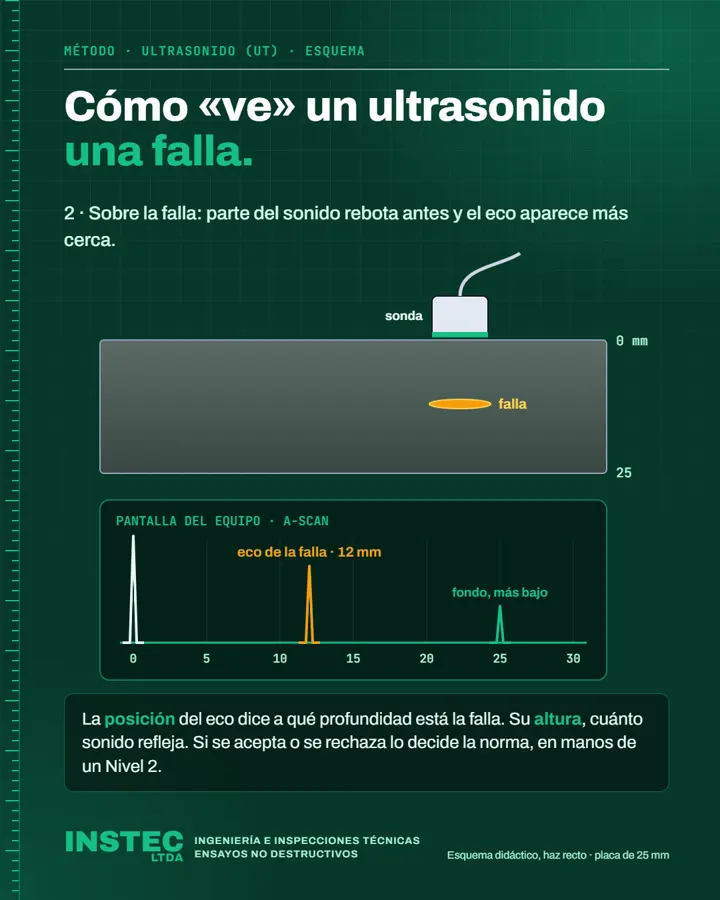 MÉTODO · ULTRASONIDO (UT) · ESQUEMA
Cómo «ve» un ultrasonido
una falla.
2 · Sobre la falla: parte del sonido rebota antes y el eco aparece más
cerca.
sonda
0 mm
falla
25
PANTALLA DEL EQUIPO · A-SCAN
eco de la falla · 12 mm
fondo, más bajo
0 5 10 15 20 25 30
La posición del eco dice a qué profundidad está la falla. Su altura, cuánto
sonido refleja. Si se acepta o se rechaza lo decide la norma, en manos de
un Nivel 2.
INSTEC
LTDA
INGENIERÍA E INSPECCIONES TÉCNICAS
ENSAYOS NO DESTRUCTIVOS
Esquema didáctico, haz recto · placa de 25 mm